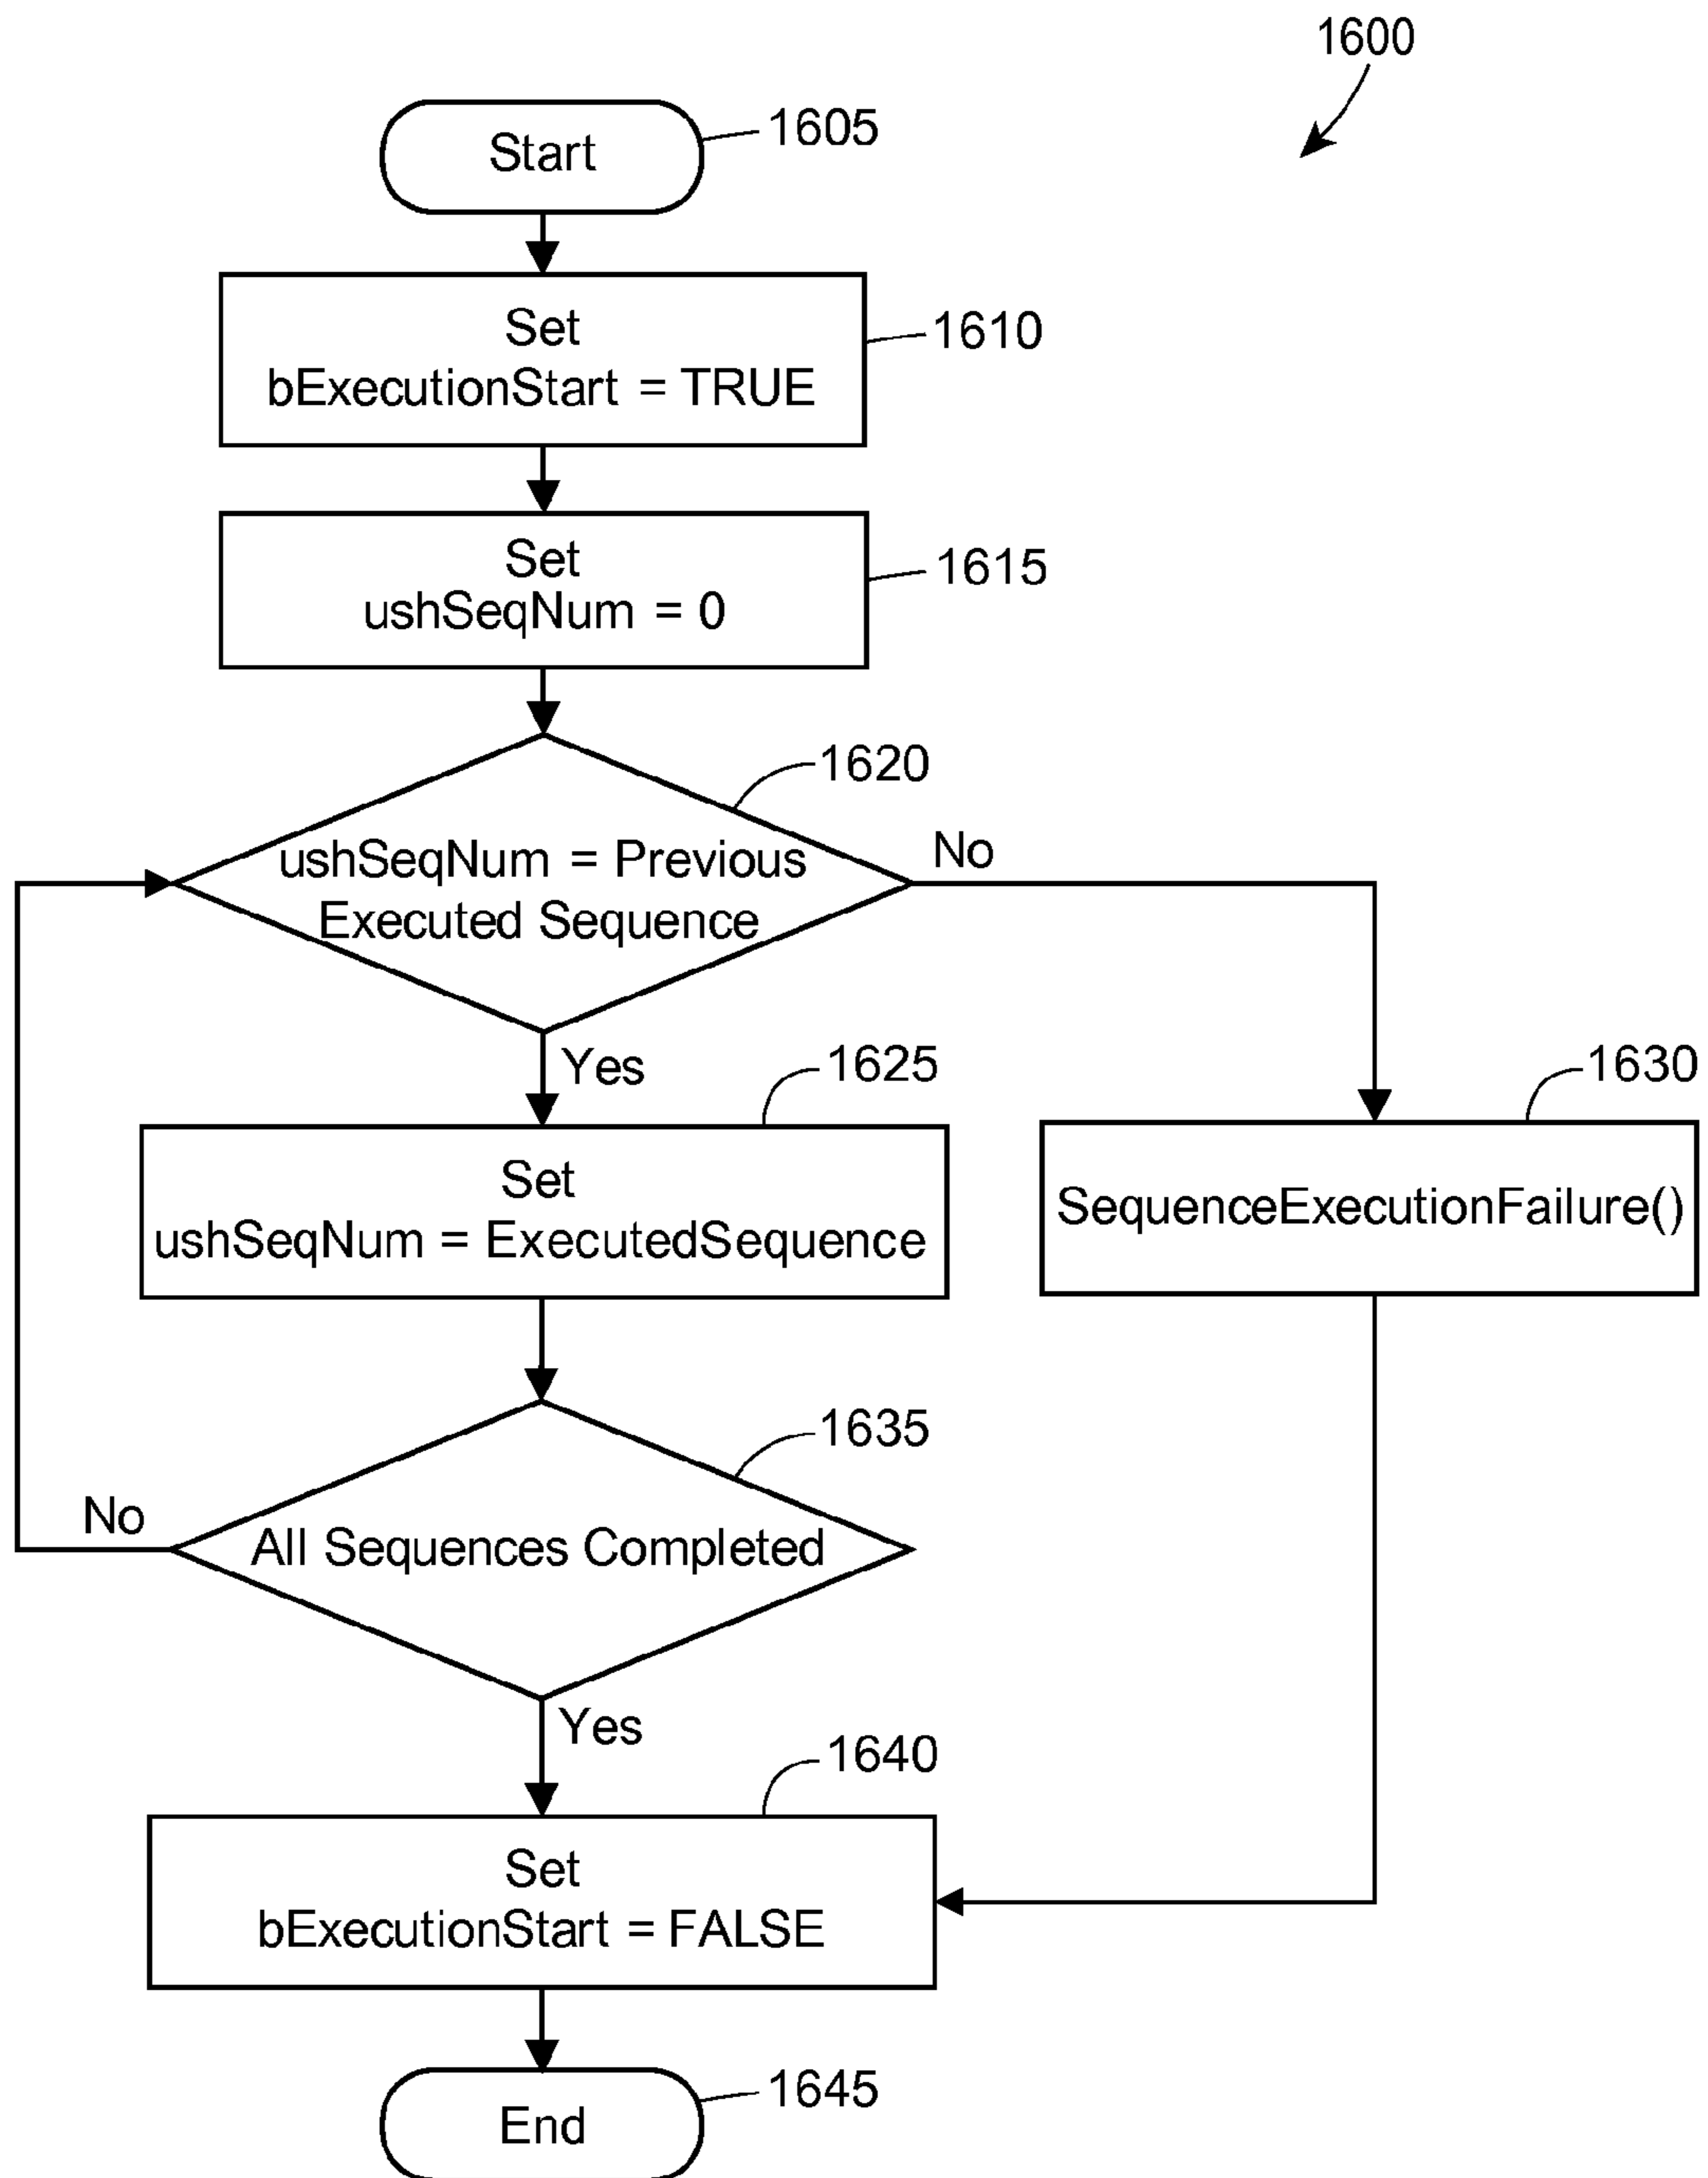 1600
Start
1605
Set
bExecutionStart = TRUE
1610
Set
ushSeqNum = 0
1615
1620
ushSeqNum = Previous
Executed Sequence
No
Yes
1625
Set
ushSeqNum = ExecutedSequence
1630
SequenceExecutionFailure()
1635
All Sequences Completed
No
Yes
1640
Set
bExecutionStart = FALSE
End
1645